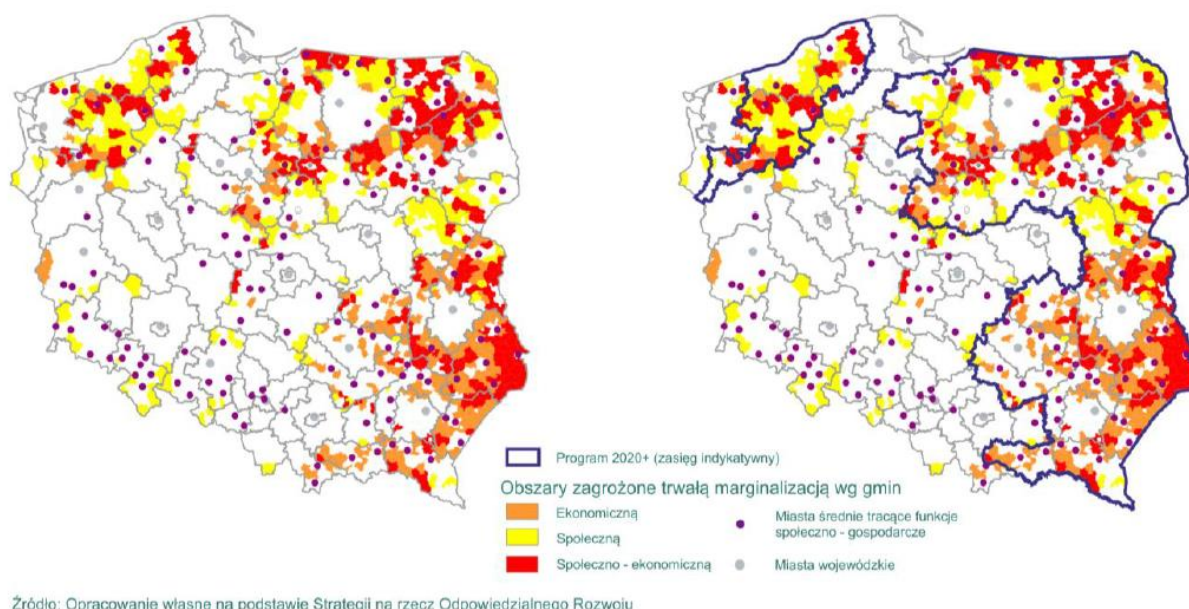 Program 2020+ (zasięg indykatywny)
Obszary zagrożone trwałą marginalizacją wg gmin
Ekonomiczną
Społeczną
Społeczno - ekonomiczną
Miasta średnie tracące funkcje
społeczno - gospodarcze
Miasta wojewódzkie
Źródło: Opracowanie własne na podstawie Strategii na rzecz Odpowiedzialnego Rozwoju